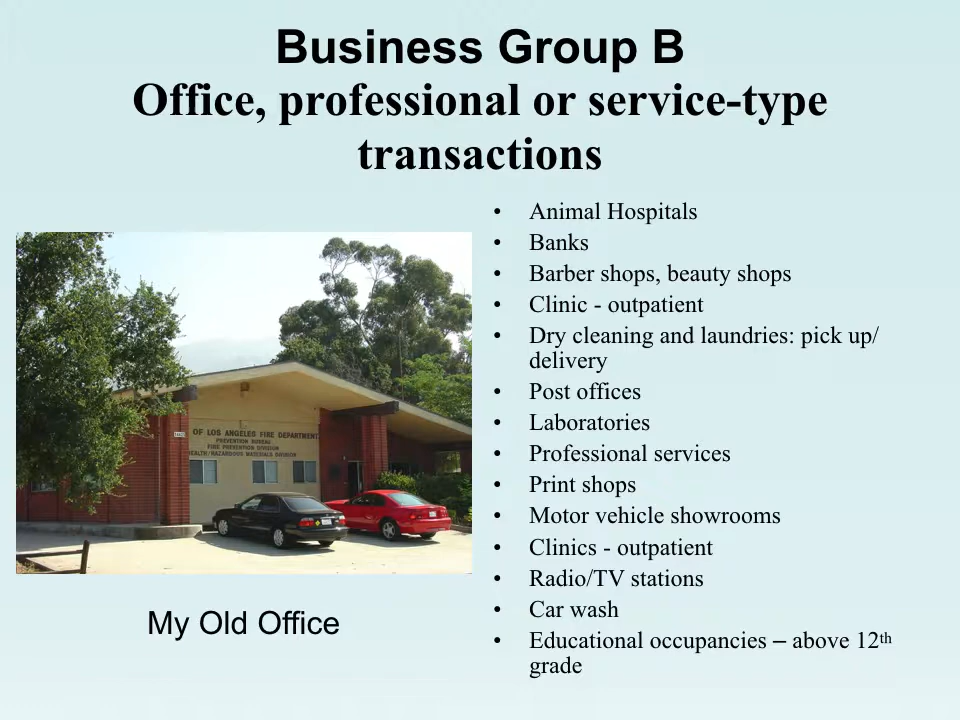 Business Group B
Office, professional or service-type
transactions
• Animal Hospitals
• Banks
• Barber shops, beauty shops
• Clinic - outpatient
• Dry cleaning and laundries: pick up/
delivery
• Post offices
• Laboratories
• Professional services
• Print shops
• Motor vehicle showrooms
• Clinics - outpatient
• Radio/TV stations
• Car wash
• Educational occupancies – above 12th
grade
OF LOS ANGELES FIRE DEPARTMENT
PREVENTION BUREAU
FIRE PREVENTION DIVISION
HEALTH/HAZARDOUS MATERIALS DIVISION
My Old Office